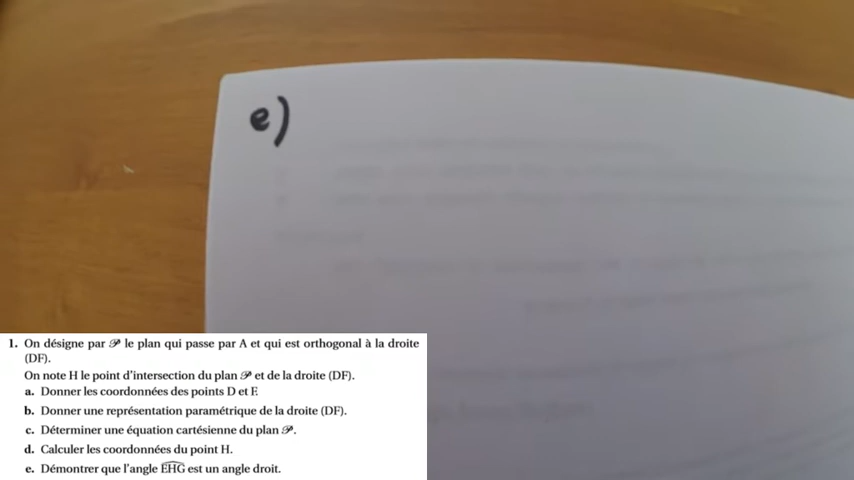 e)
1. On désigne par 𝒫 le plan qui passe par A et qui est orthogonal à la droite
(DF).
On note H le point d'intersection du plan 𝒫 et de la droite (DF).
a. Donner les coordonnées des points D et F.
b. Donner une représentation paramétrique de la droite (DF).
c. Déterminer une équation cartésienne du plan 𝒫.
d. Calculer les coordonnées du point H.
e. Démontrer que l'angle EHG est un angle droit.